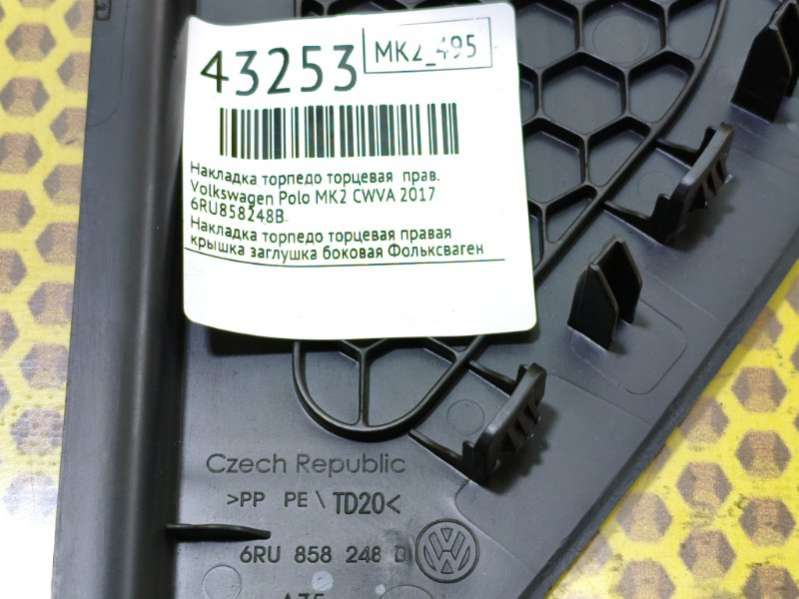 43253
MK2_495
Накладка торпедо торцевая прав.
Volkswagen Polo MK2 CWVA 2017
6RU858248B.
Накладка торпедо торцевая правая
крышка заглушка боковая Фольксваген
Czech Republic
>PP PE\TD20<
6RU 858 248